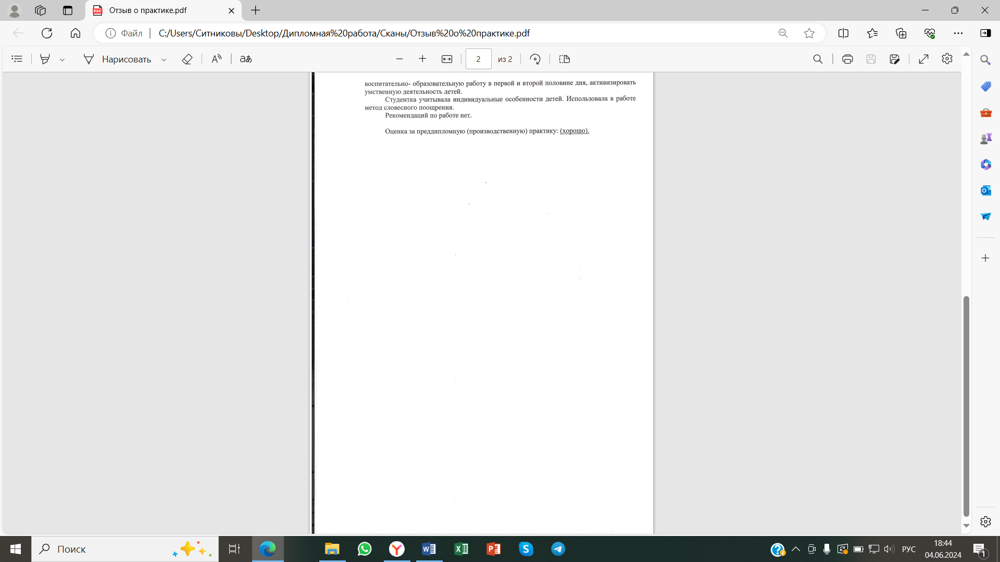 Отзыв о практике.pdf
Файл
C:/Users/Ситниковы/Desktop/Дипломная%20работа/Сканы/Отзыв%20о%20практике.pdf
Нарисовать
2
из 2
воспитательно- образовательную работу в первой и второй половине дня, активизировать
умственную деятельность детей.
Студентка учитывала индивидуальные особенности детей. Использовала в работе
метод словесного поощрения.
Рекомендаций по работе нет.
Оценка за преддипломную (производственную) практику: (хорошо).
Поиск
РУС
18:44
04.06.2024
1